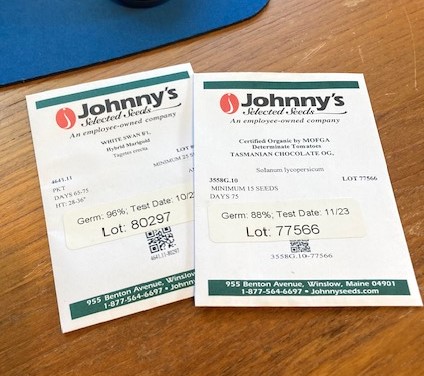 Johnny's
Selected Seeds
An employee-owned company
WHITE SWAN F1,
Hybrid Marigold
Tagetes erecta
4643.11
PKT
MINIMUM 25
DAYS 65-75
HT: 28-36"
Germ: 96%, Test Date: 10/2
Lot: 80297
4643.11-80297
955 Benton Avenue, Winslow,
1-877-564-6697 • Johnny
Johnny's
Selected Seeds
An employee-owned company
Certified Organic by MOFGA
Determinate Tomatoes
TASMANIAN CHOCOLATE OG,
Solanum lycopersicum
3558G.10
LOT 77566
MINIMUM 15 SEEDS
DAYS 75
Germ: 88%; Test Date: 11/23
Lot: 77566
3558G.10-77566
955 Benton Avenue, Winslow, Maine 04901
1-877-564-6697 • Johnnyseeds.com